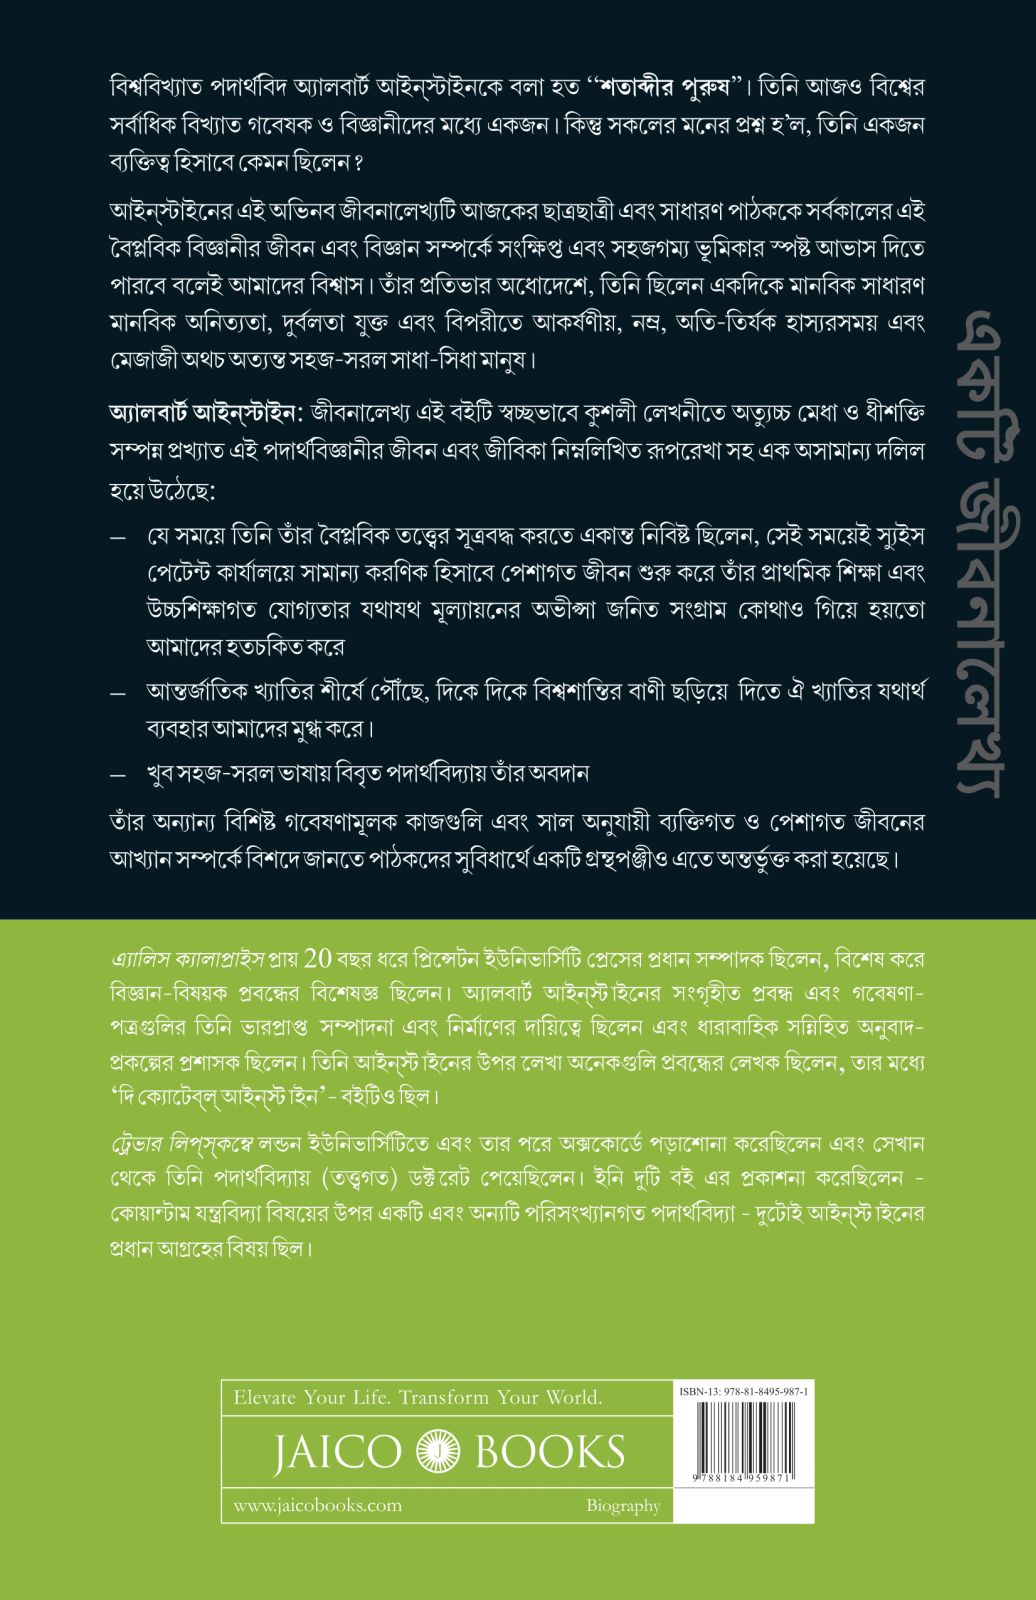 বিশ্ববিখ্যাত পদার্থবিদ অ্যালবার্ট আইন্‌স্টাইনকে বলা হত “শতাব্দীর পুরুষ”। তিনি আজও বিশ্বের
সর্বাধিক বিখ্যাত গবেষক ও বিজ্ঞানীদের মধ্যে একজন। কিন্তু সকলের মনের প্রশ্ন হ’ল, তিনি একজন
ব্যক্তিত্ব হিসাবে কেমন ছিলেন?
আইন্‌স্টাইনের এই অভিনব জীবনালেখ্যটি আজকের ছাত্রছাত্রী এবং সাধারণ পাঠককে সর্বকালের এই
বৈপ্লবিক বিজ্ঞানীর জীবন এবং বিজ্ঞান সম্পর্কে সংক্ষিপ্ত এবং সহজগম্য ভূমিকার স্পষ্ট আভাস দিতে
পারবে বলেই আমাদের বিশ্বাস। তাঁর প্রতিভার অধোদেশে, তিনি ছিলেন একদিকে মানবিক সাধারণ
মানবিক অনিত্যতা, দুর্বলতা যুক্ত এবং বিপরীতে আকর্ষণীয়, নম্র, অতি-তির্যক হাস্যরসময় এবং
মেজাজী অথচ অত্যন্ত সহজ-সরল সাধা-সিধা মানুষ।
অ্যালবার্ট আইন্‌স্টাইন: জীবনালেখ্য এই বইটি স্বচ্ছভাবে কুশলী লেখনীতে অত্যুচ্চ মেধা ও ধীশক্তি
সম্পন্ন প্রখ্যাত এই পদার্থবিজ্ঞানীর জীবন এবং জীবিকা নিম্নলিখিত রূপরেখা সহ এক অসামান্য দলিল
হয়ে উঠেছে:
– যে সময়ে তিনি তাঁর বৈপ্লবিক তত্ত্বের সূত্রবদ্ধ করতে একান্ত নিবিষ্ট ছিলেন, সেই সময়েই স্যুইস
পেটেন্ট কার্যালয়ে সামান্য করণিক হিসাবে পেশাগত জীবন শুরু করে তাঁর প্রাথমিক শিক্ষা এবং
উচ্চশিক্ষাগত যোগ্যতার যথাযথ মূল্যায়নের অভীপ্সা জনিত সংগ্রাম কোথাও গিয়ে হয়তো
আমাদের হতচকিত করে
– আন্তর্জাতিক খ্যাতির শীর্ষে পৌঁছে, দিকে দিকে বিশ্বশান্তির বাণী ছড়িয়ে দিতে ঐ খ্যাতির যথার্থ
ব্যবহার আমাদের মুগ্ধ করে।
– খুব সহজ-সরল ভাষায় বিবৃত পদার্থবিদ্যায় তাঁর অবদান
তাঁর অন্যান্য বিশিষ্ট গবেষণামূলক কাজগুলি এবং সাল অনুযায়ী ব্যক্তিগত ও পেশাগত জীবনের
আখ্যান সম্পর্কে বিশদে জানতে পাঠকদের সুবিধার্থে একটি গ্রন্থপঞ্জীও এতে অন্তর্ভুক্ত করা হয়েছে।
একটি জীবনালেখ্য
এ্যালিস ক্যালাপ্রাইস প্রায় 20 বছর ধরে প্রিন্সেটন ইউনিভার্সিটি প্রেসের প্রধান সম্পাদক ছিলেন, বিশেষ করে
বিজ্ঞান-বিষয়ক প্রবন্ধের বিশেষজ্ঞ ছিলেন। অ্যালবার্ট আইন্‌স্টাইনের সংগৃহীত প্রবন্ধ এবং গবেষণা-
পত্রগুলির তিনি ভারপ্রাপ্ত সম্পাদনা এবং নির্মাণের দায়িত্বে ছিলেন এবং ধারাবাহিক সন্নিহিত অনুবাদ-
প্রকল্পের প্রশাসক ছিলেন। তিনি আইন্‌স্টাইনের উপর লেখা অনেকগুলি প্রবন্ধের লেখক ছিলেন, তার মধ্যে
‘দি ক্যোটেব্‌ল্ আইন্‌স্টাইন’- বইটিও ছিল।
ট্রেভার লিপ্‌স্‌কম্বে লন্ডন ইউনিভার্সিটিতে এবং তার পরে অক্সফোর্ডে পড়াশোনা করেছিলেন এবং সেখান
থেকে তিনি পদার্থবিদ্যায় (তত্ত্বগত) ডক্টরেট পেয়েছিলেন। ইনি দুটি বই এর প্রকাশনা করেছিলেন -
কোয়ান্টাম যন্ত্রবিদ্যা বিষয়ের উপর একটি এবং অন্যটি পরিসংখ্যানগত পদার্থবিদ্যা - দুটোই আইন্‌স্টাইনের
প্রধান আগ্রহের বিষয় ছিল।
Elevate Your Life. Transform Your World.
JAICO J BOOKS
www.jaicobooks.com Biography
ISBN-13: 978-81-8495-987-1
9 788184 959871